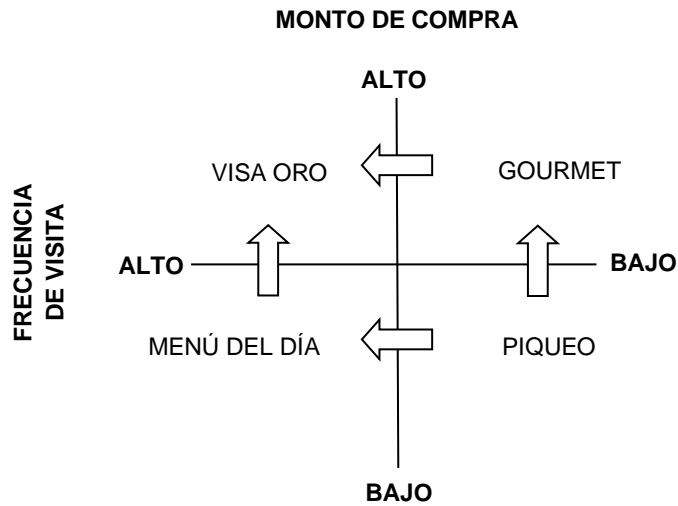 MONTO DE COMPRA
ALTO
VISA ORO
GOURMET
FRECUENCIA
DE VISITA
ALTO
BAJO
MENÚ DEL DÍA
PIQUEO
BAJO